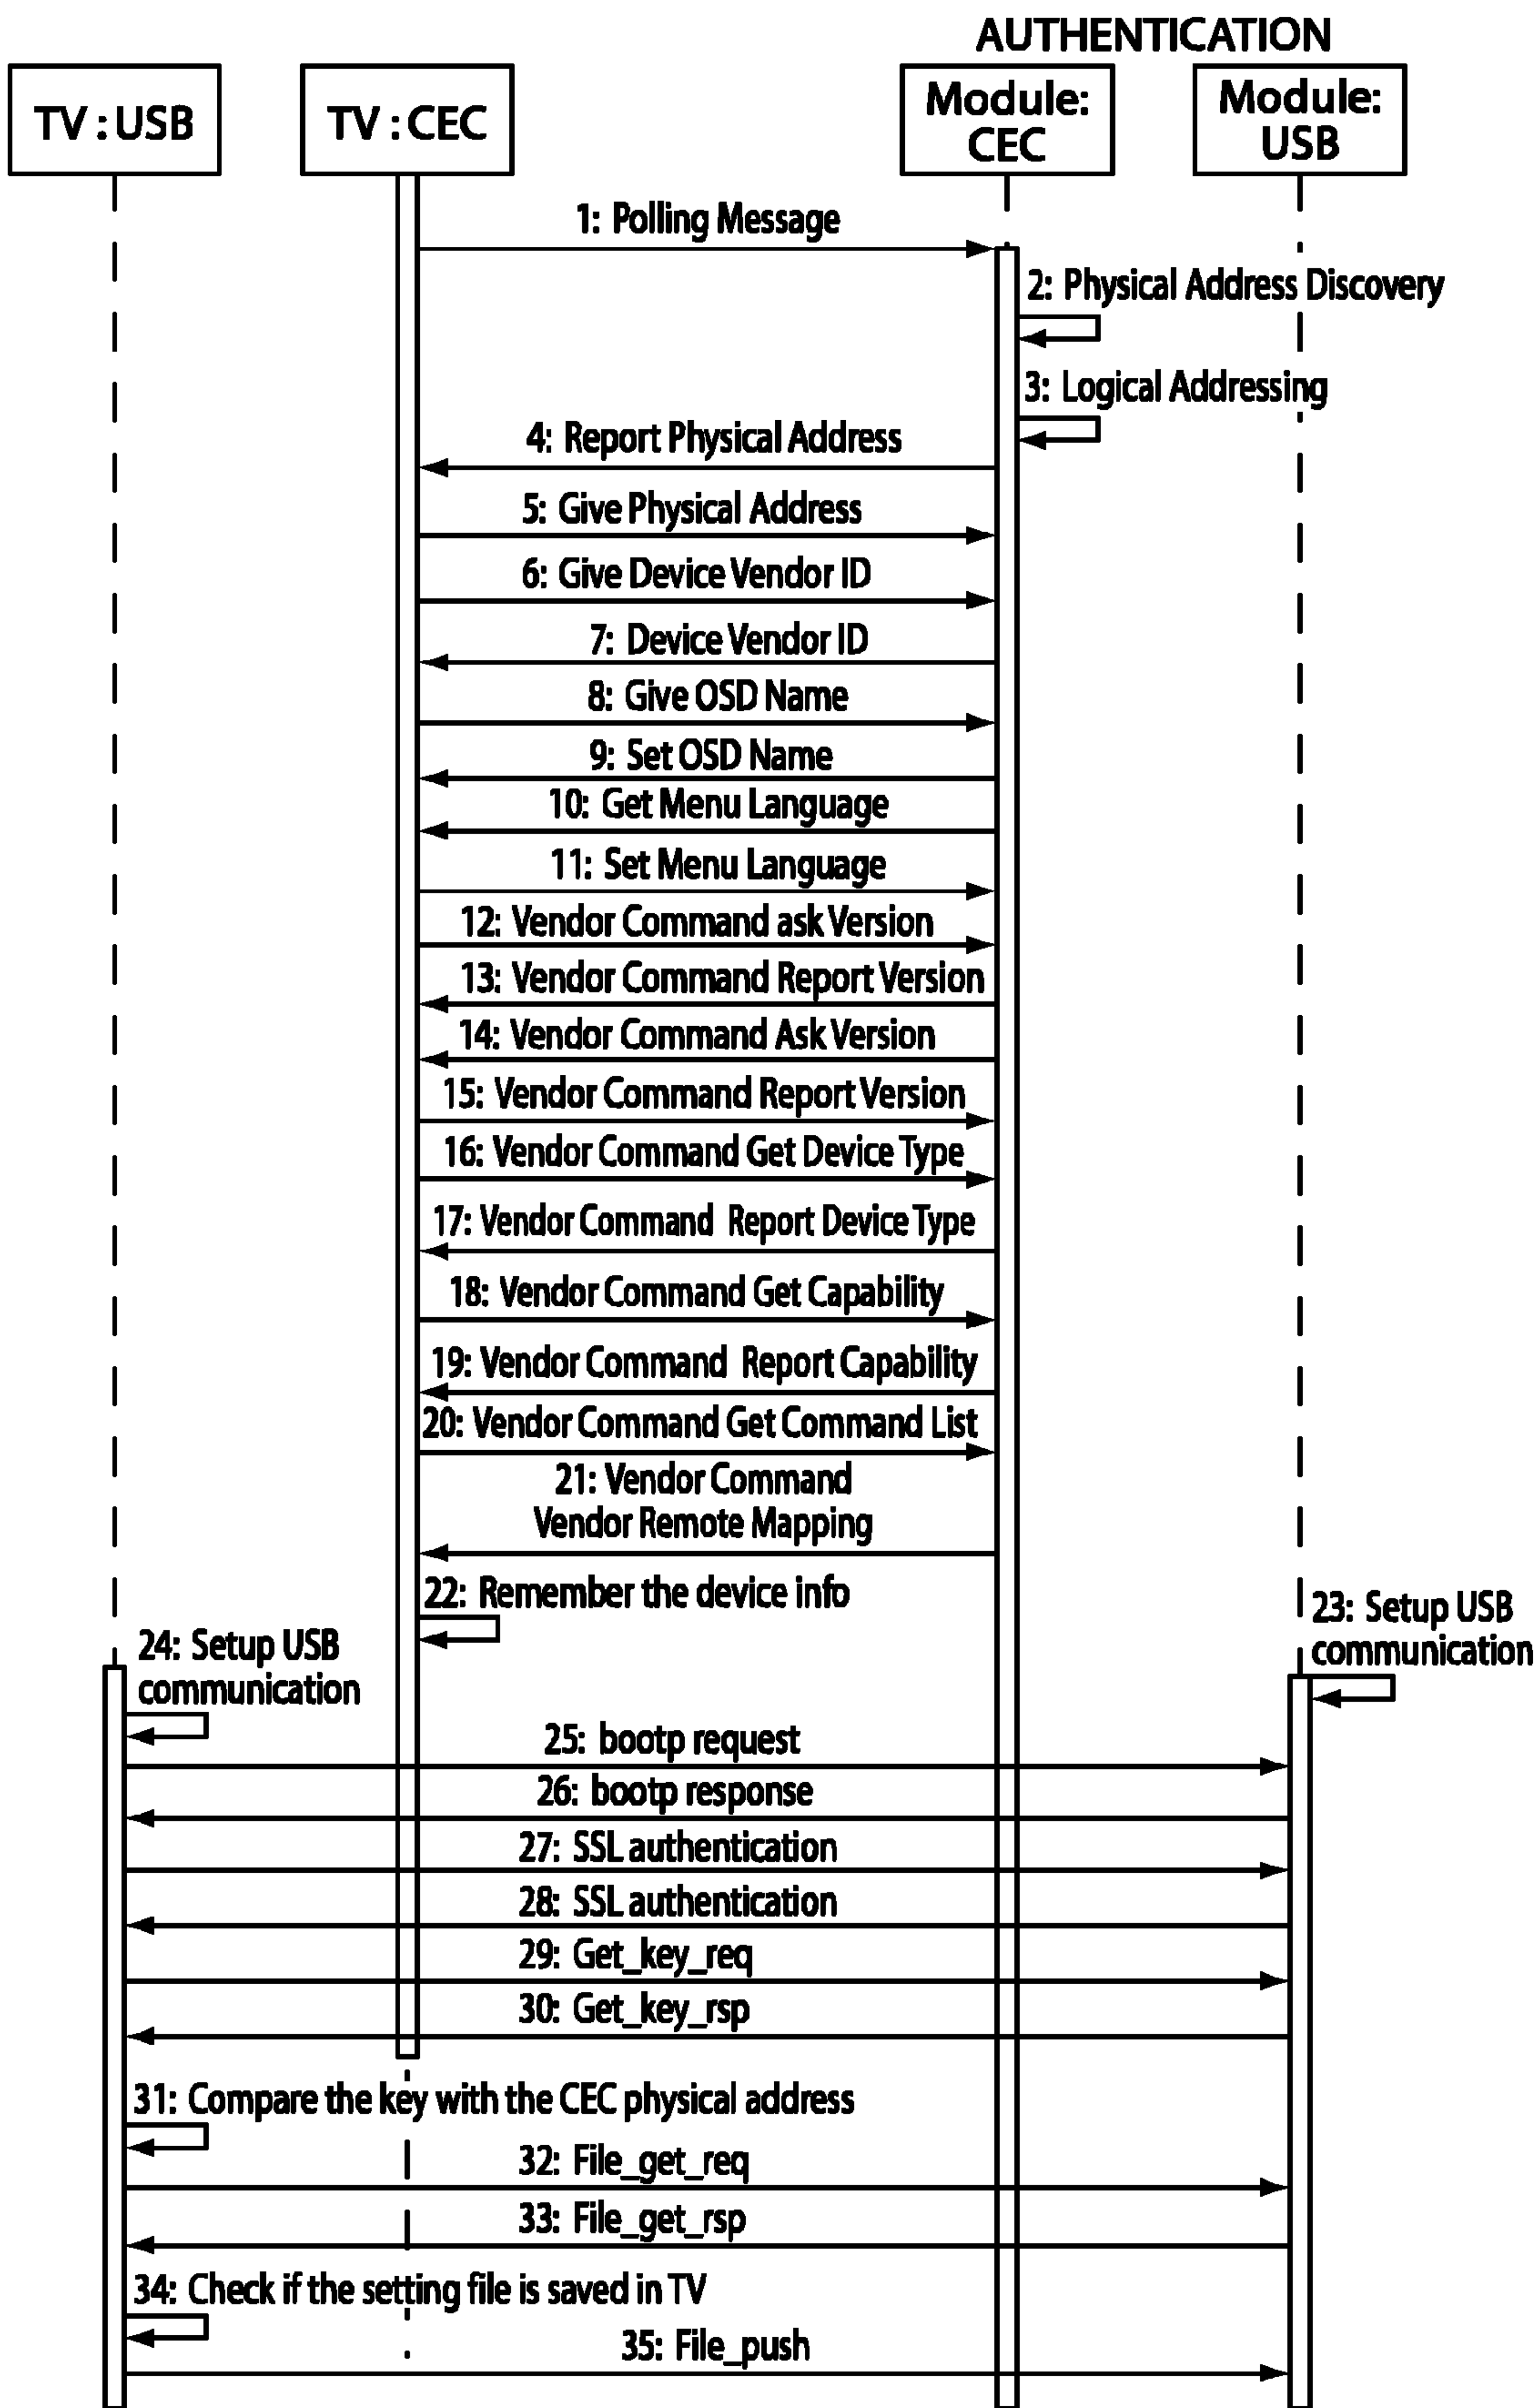 AUTHENTICATION
TV : USB
TV : CEC
Module:
CEC
Module:
USB
1: Polling Message
2: Physical Address Discovery
3: Logical Addressing
4: Report Physical Address
5: Give Physical Address
6: Give Device Vendor ID
7: Device Vendor ID
8: Give OSD Name
9: Set OSD Name
10: Get Menu Language
11: Set Menu Language
12: Vendor Command ask Version
13: Vendor Command Report Version
14: Vendor Command Ask Version
15: Vendor Command Report Version
16: Vendor Command Get Device Type
17: Vendor Command Report Device Type
18: Vendor Command Get Capability
19: Vendor Command Report Capability
20: Vendor Command Get Command List
21: Vendor Command
Vendor Remote Mapping
22: Remember the device info
23: Setup USB
communication
24: Setup USB
communication
25: bootp request
26: bootp response
27: SSL authentication
28: SSL authentication
29: Get_key_req
30: Get_key_rsp
31: Compare the key with the CEC physical address
32: File_get_req
33: File_get_rsp
34: Check if the setting file is saved in TV
35: File_push